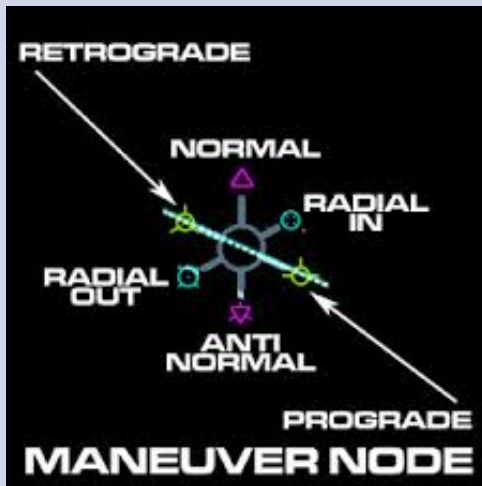 RETROGRADE
NORMAL
RADIAL
IN
RADIAL
OUT
ANTI
NORMAL
PROGRADE
MANEUVER NODE